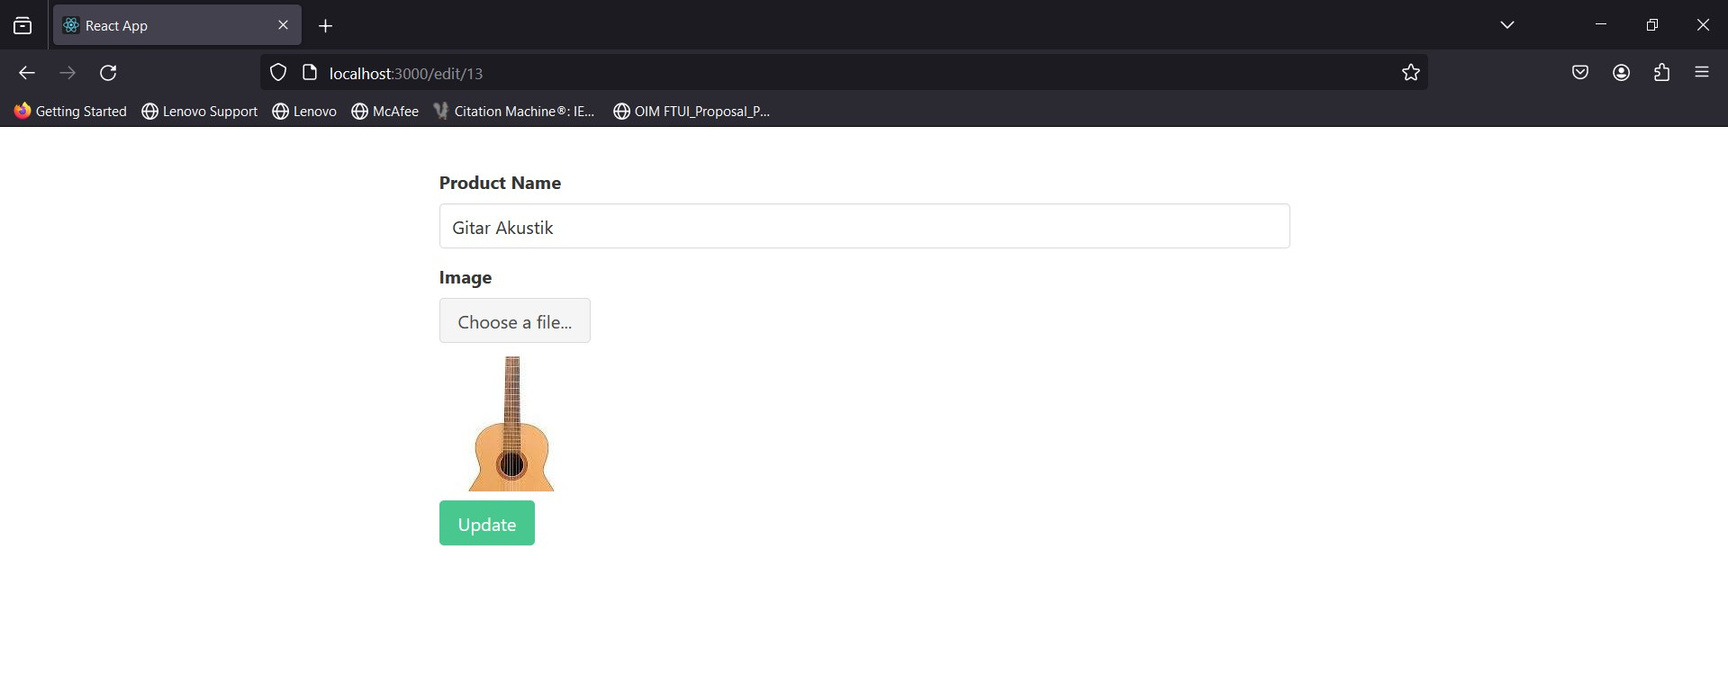 React App
localhost:3000/edit/13
Getting Started Lenovo Support Lenovo McAfee Citation Machine®: IE... OIM FTUI_Proposal_P...
Product Name
Gitar Akustik
Image
Choose a file...
Update